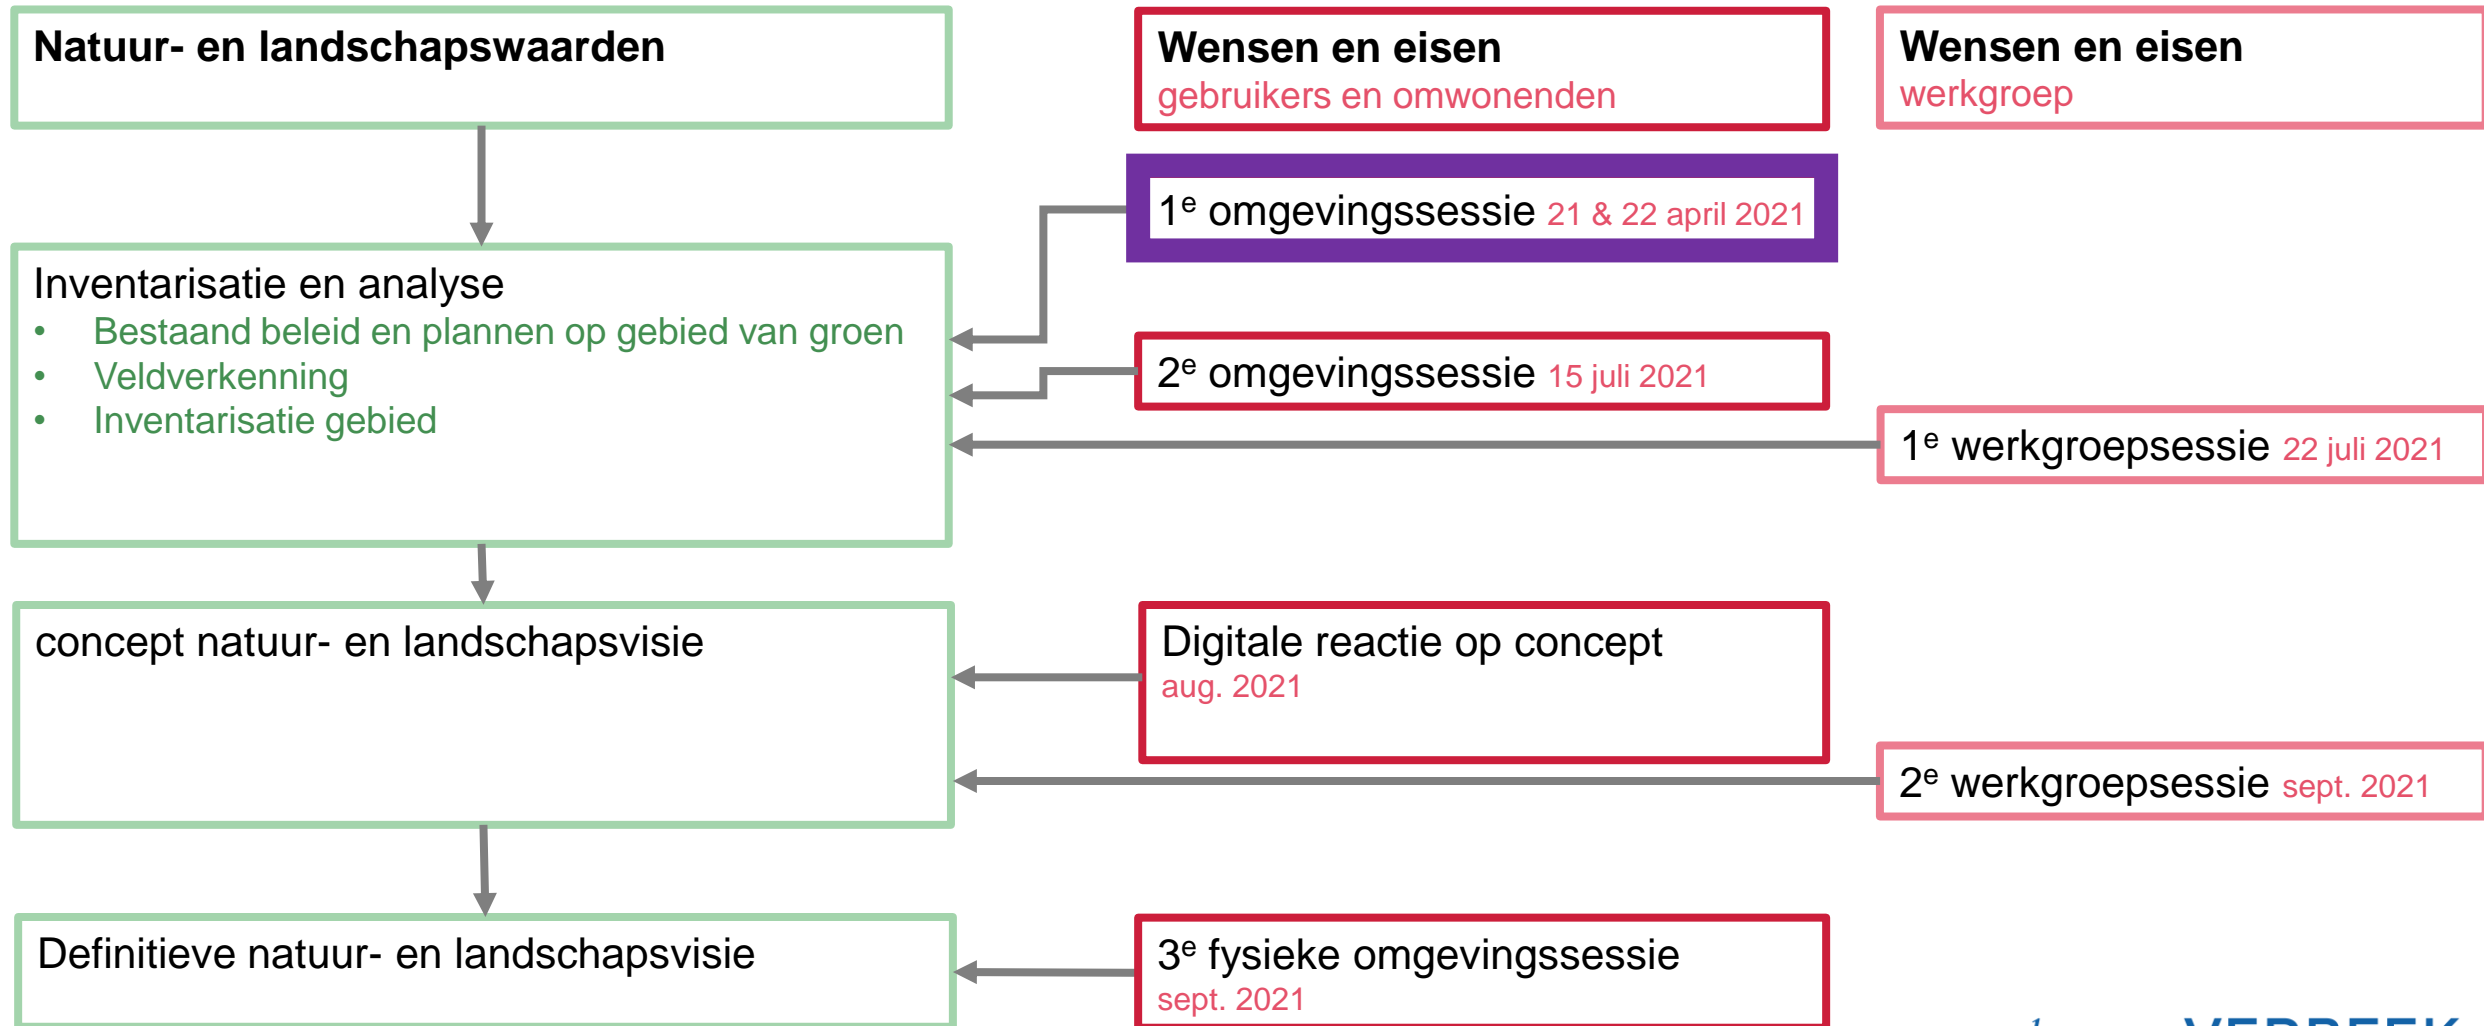 Natuur- en landschapswaarden
Wensen en eisen
gebruikers en omwonenden
Wensen en eisen
werkgroep
1e omgevingssessie 21 & 22 april 2021
Inventarisatie en analyse
• Bestaand beleid en plannen op gebied van groen
• Veldverkenning
• Inventarisatie gebied
2e omgevingssessie 15 juli 2021
1e werkgroepsessie 22 juli 2021
concept natuur- en landschapsvisie
Digitale reactie op concept
aug. 2021
2e werkgroepsessie sept. 2021
Definitieve natuur- en landschapsvisie
3e fysieke omgevingssessie
sept. 2021
VERBEEK